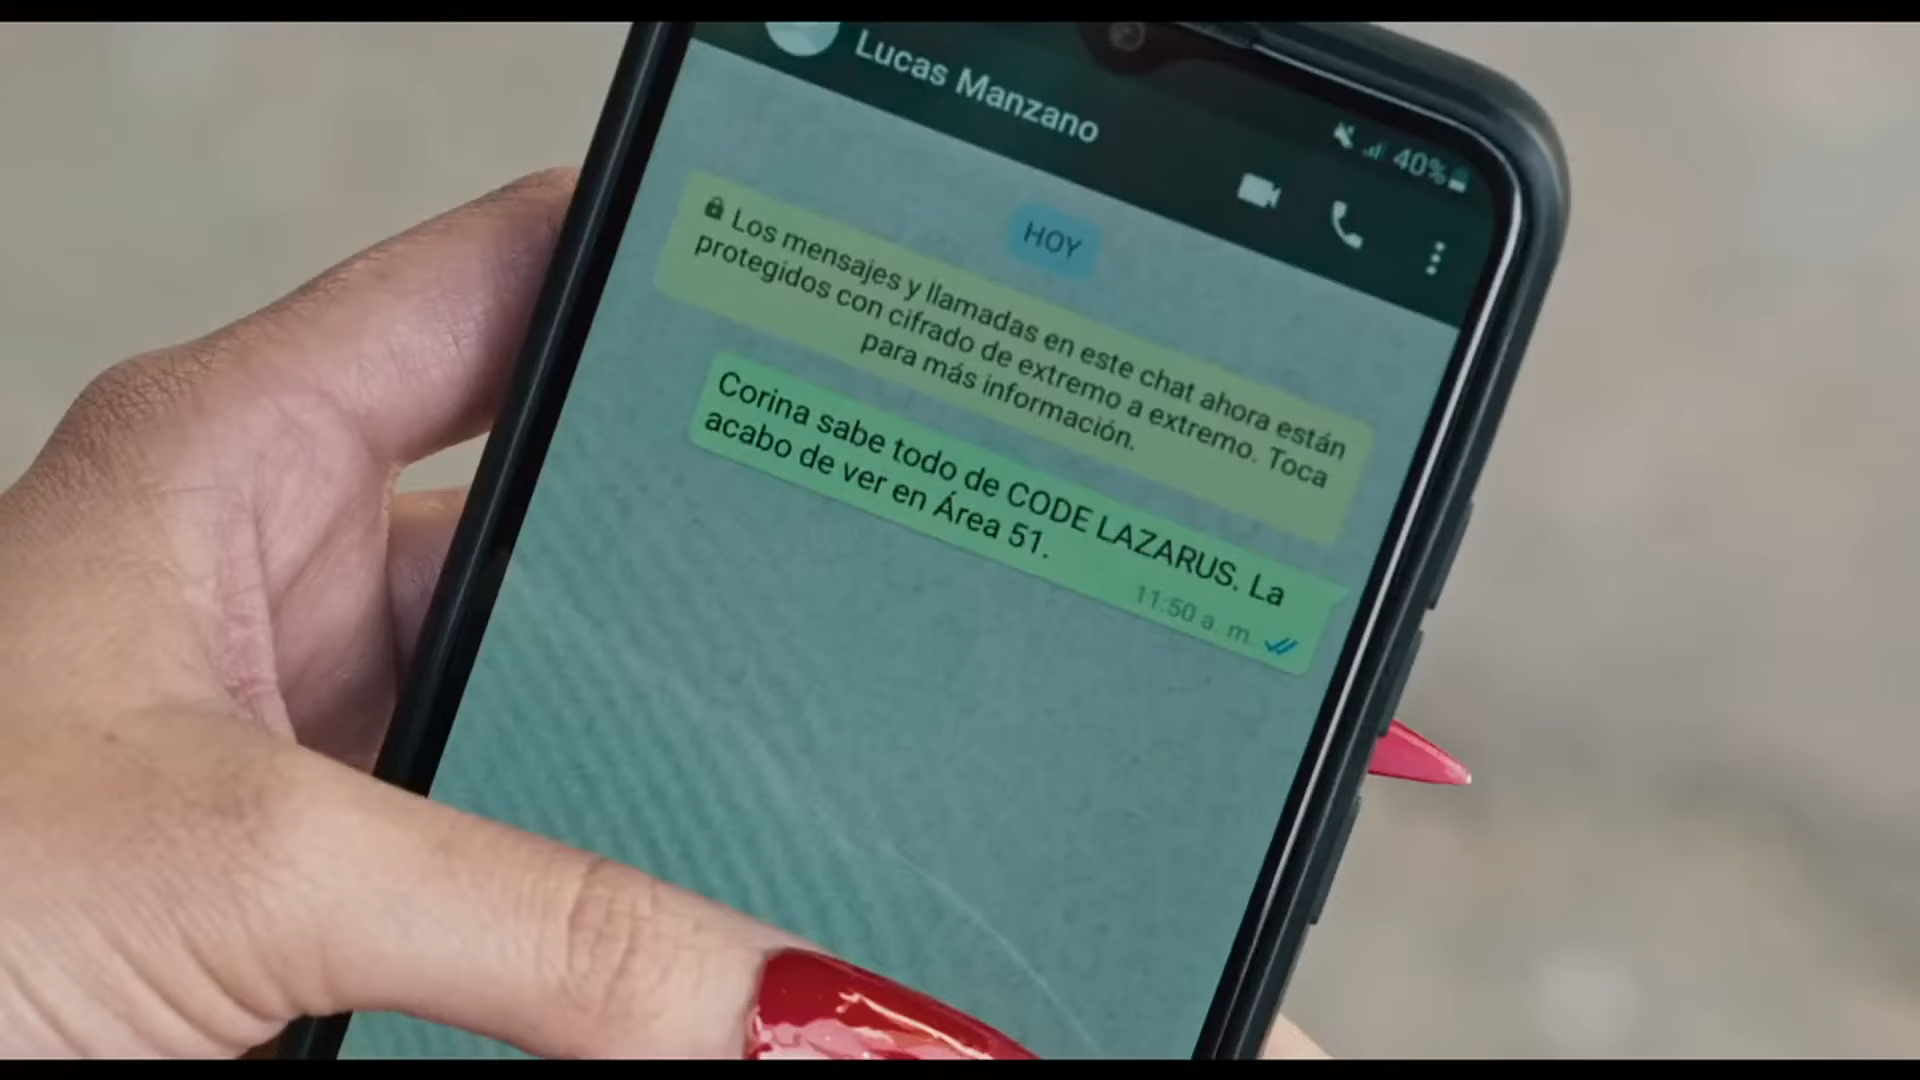 Lucas Manzano
40%
HOY
Los mensajes y llamadas en este chat ahora están
protegidos con cifrado de extremo a extremo. Toca
para más información.
Corina sabe todo de CODE LAZARUS. La
acabo de ver en Área 51.
11:50 a. m.